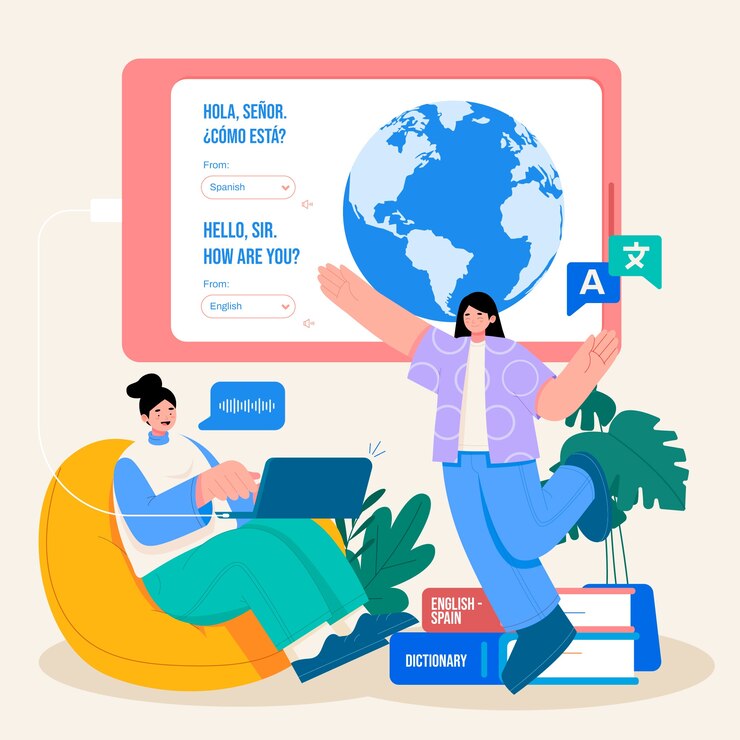 HOLA, SEÑOR.
¿CÓMO ESTÁ?
From:
Spanish
HELLO, SIR.
HOW ARE YOU?
From:
English
A
文
ENGLISH -
SPAIN
DICTIONARY